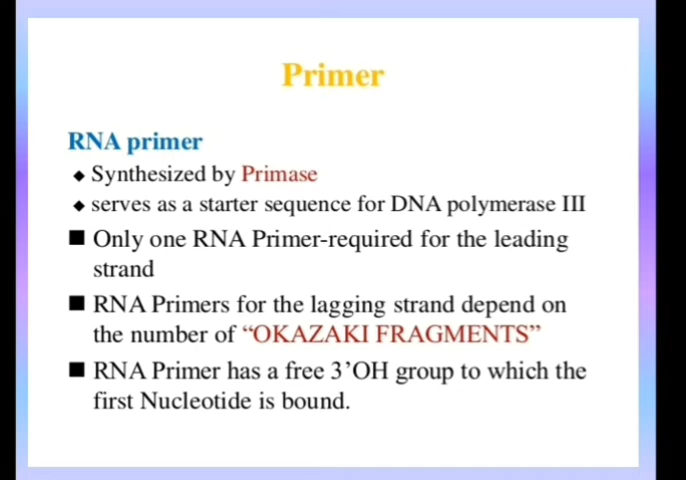 Primer
RNA primer
◆ Synthesized by Primase
◆ serves as a starter sequence for DNA polymerase III
■ Only one RNA Primer-required for the leading
strand
■ RNA Primers for the lagging strand depend on
the number of “OKAZAKI FRAGMENTS”
■ RNA Primer has a free 3’OH group to which the
first Nucleotide is bound.